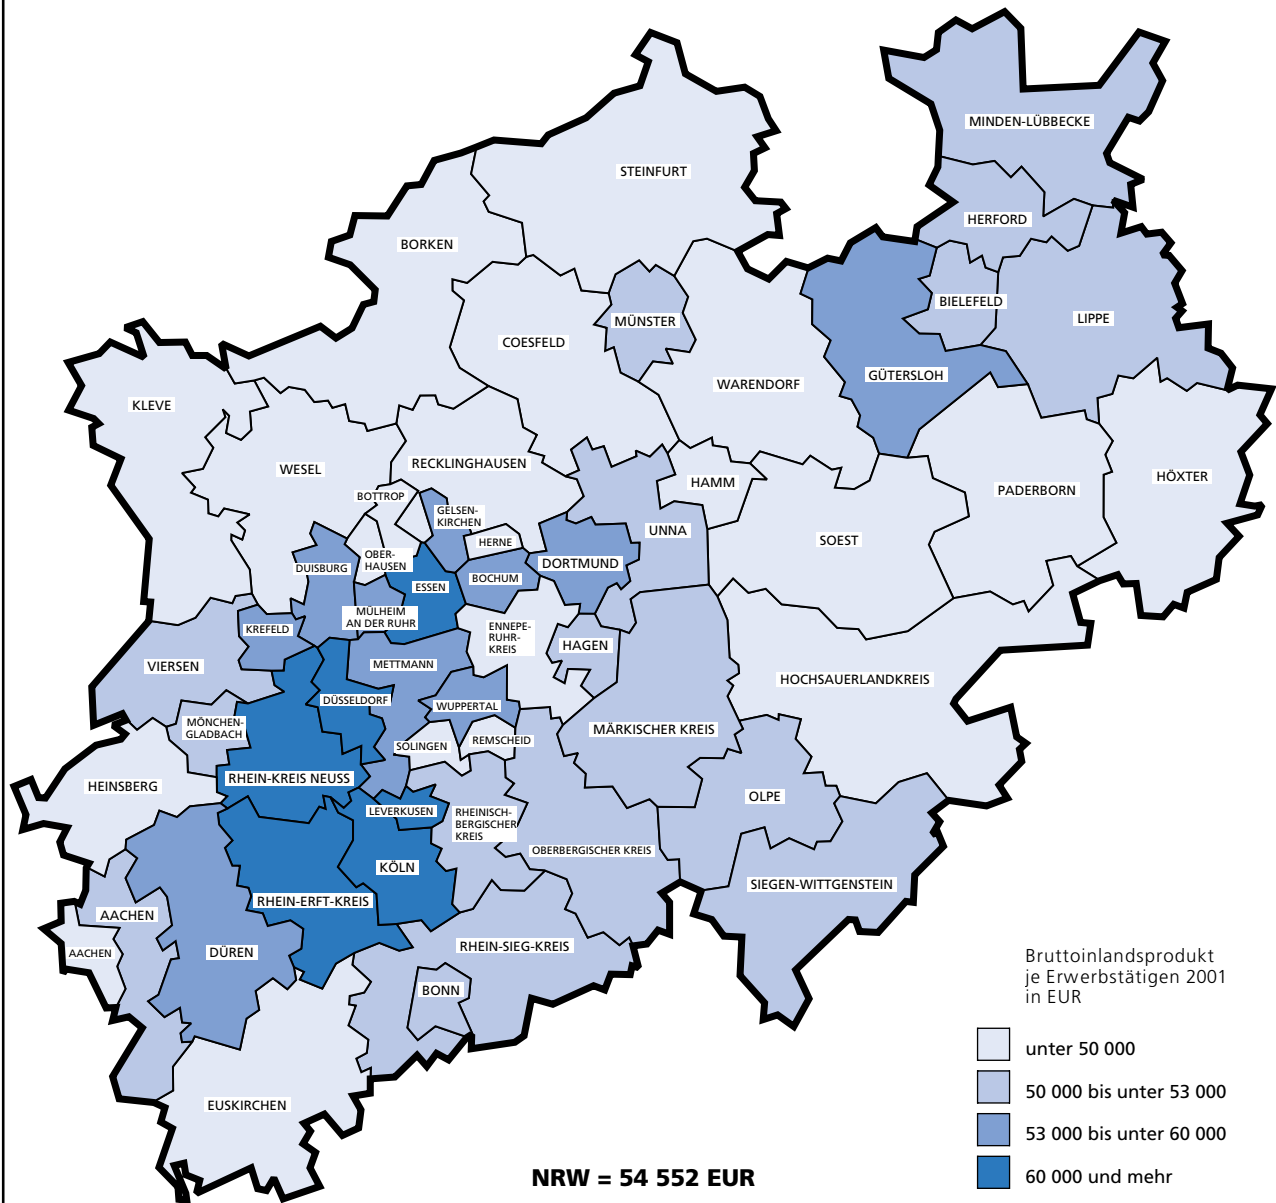 MINDEN-LÜBBECKE
STEINFURT
HERFORD
BORKEN
BIELEFELD
LIPPE
MÜNSTER
COESFELD
GÜTERSLOH
WARENDORF
KLEVE
RECKLINGHAUSEN
WESEL
HÖXTER
HAMM
PADERBORN
BOTTROP
GELSEN-
KIRCHEN
UNNA
SOEST
HERNE
OBER-
HAUSEN
DORTMUND
DUISBURG
BOCHUM
ESSEN
MÜLHEIM
AN DER RUHR
KREFELD
ENNEPE-
RUHR-
KREIS
HAGEN
VIERSEN
METTMANN
HOCHSAUERLANDKREIS
DÜSSELDORF
WUPPERTAL
MÖNCHEN-
GLADBACH
MÄRKISCHER KREIS
REMSCHEID
SOLINGEN
RHEIN-KREIS NEUSS
HEINSBERG
OLPE
LEVERKUSEN
RHEINISCH-
BERGISCHER
KREIS
OBERBERGISCHER KREIS
KÖLN
SIEGEN-WITTGENSTEIN
RHEIN-ERFT-KREIS
AACHEN
RHEIN-SIEG-KREIS
AACHEN
DÜREN
BONN
EUSKIRCHEN
Bruttoinlandsprodukt
je Erwerbstätigen 2001
in EUR
unter 50 000
50 000 bis unter 53 000
53 000 bis unter 60 000
60 000 und mehr
NRW = 54 552 EUR